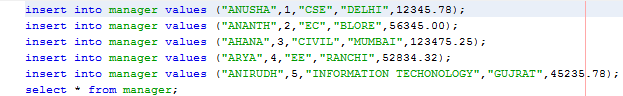 insert into manager values ("ANUSHA",1,"CSE","DELHI",12345.78);
insert into manager values ("ANANTH",2,"EC","BLORE",56345.00);
insert into manager values ("AHANA",3,"CIVIL","MUMBAI",123475.25);
insert into manager values ("ARYA",4,"EE","RANCHI",52834.32);
insert into manager values ("ANIRUDH",5,"INFORMATION TECHONOLOGY","GUJRAT",45235.78);
select * from manager;